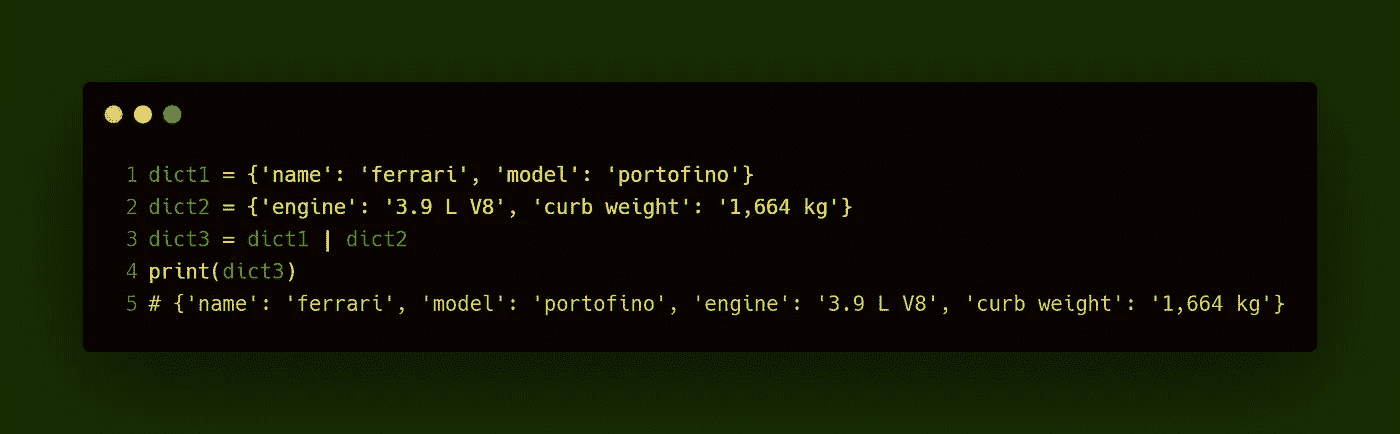 1 dict1 = {'name': 'ferrari', 'model': 'portofino'}
2 dict2 = {'engine': '3.9 L V8', 'curb weight': '1,664 kg'}
3 dict3 = dict1 | dict2
4 print(dict3)
5 # {'name': 'ferrari', 'model': 'portofino', 'engine': '3.9 L V8', 'curb weight': '1,664 kg'}